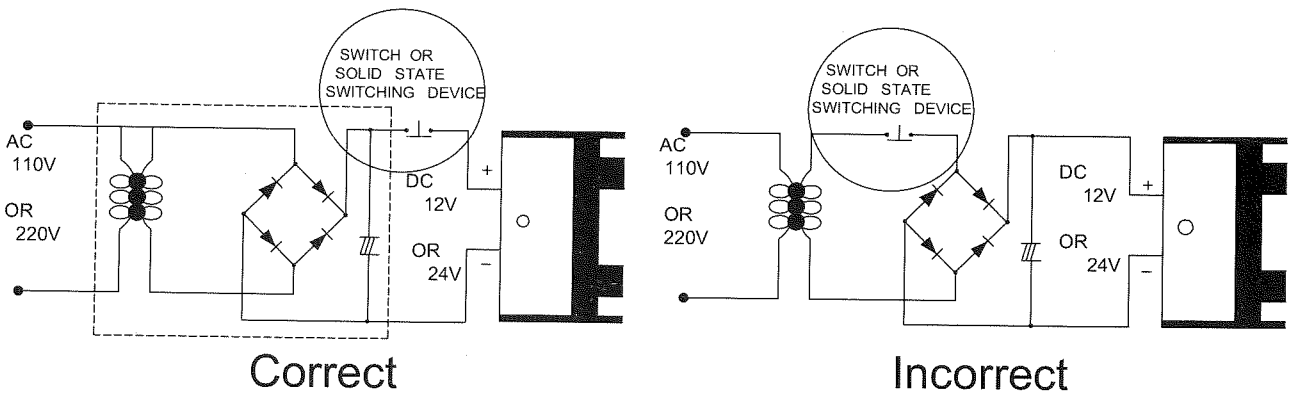 SWITCH OR
SOLID STATE
SWITCHING DEVICE
AC
110V
OR
220V
+
DC
12V
OR
24V
−
Correct
SWITCH OR
SOLID STATE
SWITCHING DEVICE
AC
110V
OR
220V
DC
12V
+
OR
24V
−
Incorrect